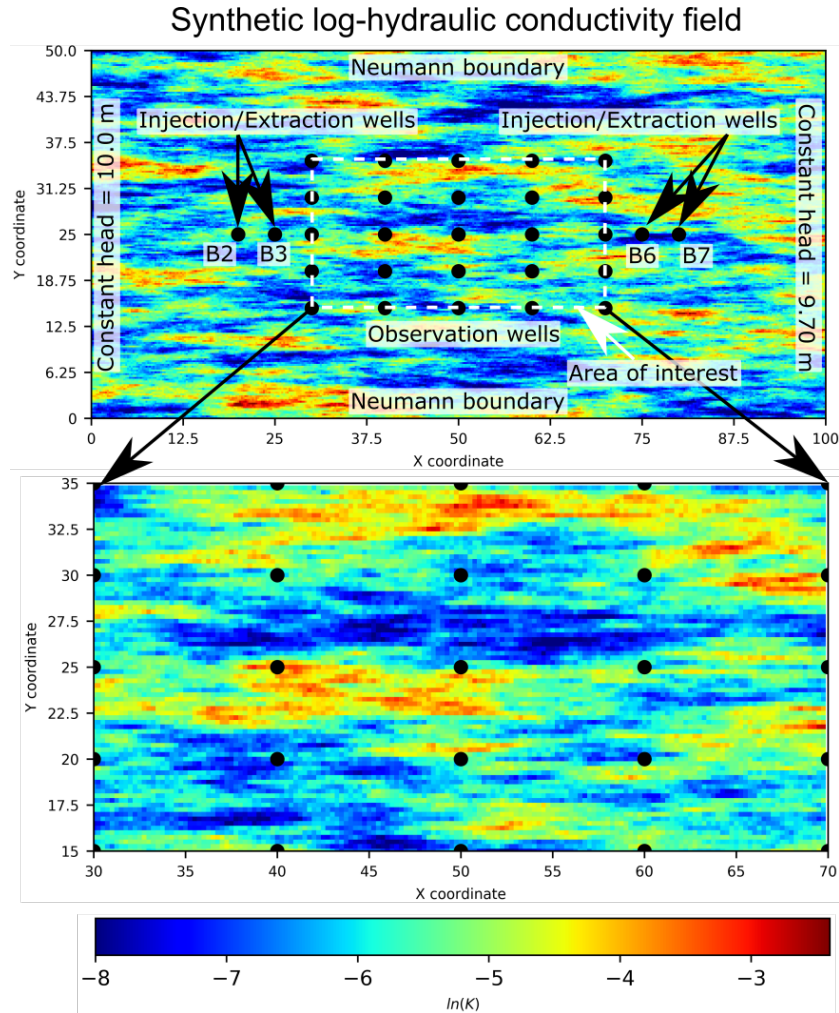 Synthetic log-hydraulic conductivity field
50.0
43.75
37.5
31.25
25
18.75
12.5
6.25
0
Y coordinate
Neumann boundary
Constant head = 10.0 m
Injection/Extraction wells
Injection/Extraction wells
Constant head = 9.70 m
B2
B3
B6
B7
Observation wells
Area of interest
Neumann boundary
0
12.5
25
37.5
50
62.5
75
87.5
100
X coordinate
35
32.5
30
27.5
25
22.5
20
17.5
15
Y coordinate
30
35
40
45
50
55
60
65
70
X coordinate
−8
−7
−6
−5
−4
−3
ln(K)